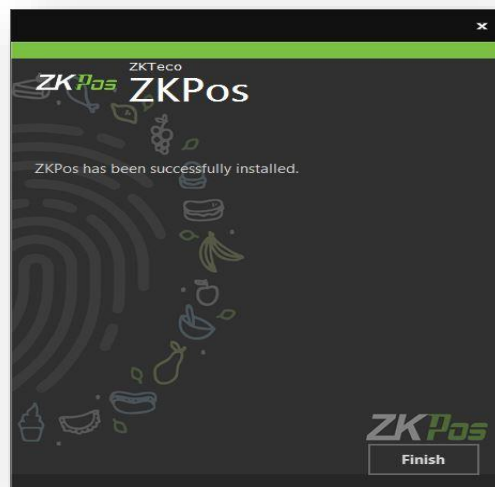 ×
ZKTeco
ZKPos ZKPos
ZKPos has been successfully installed.
ZKPos
Finish